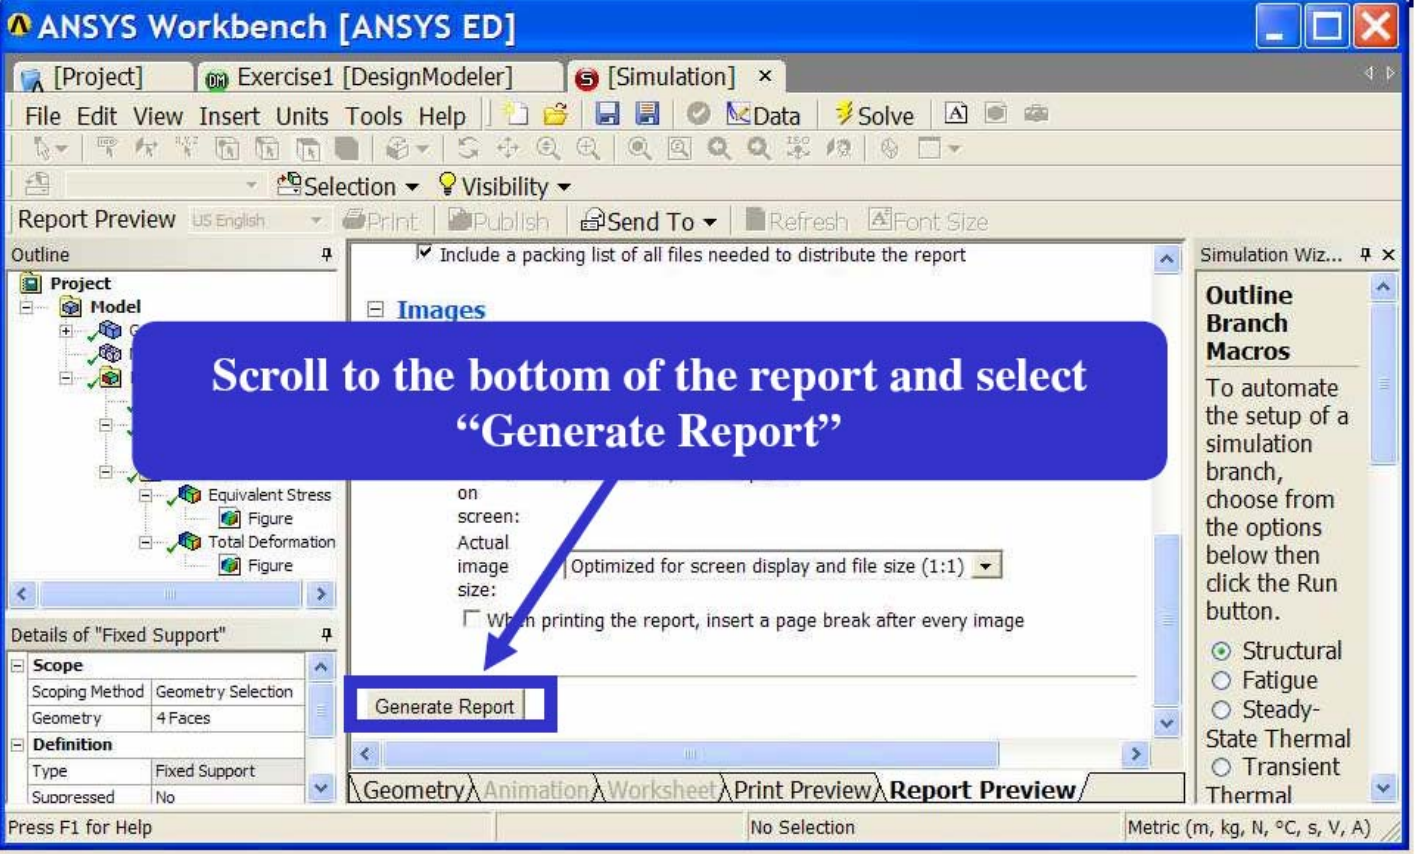 ANSYS Workbench [ANSYS ED]
[Project] Exercise1 [DesignModeler] [Simulation] ×
File Edit View Insert Units Tools Help Data Solve A
Selection Visibility
Report Preview US English Print Publish Send To Refresh Font Size
Outline
Project
Model
Equivalent Stress
Figure
Total Deformation
Figure
Details of "Fixed Support"
Scope
Scoping Method Geometry Selection
Geometry 4 Faces
Definition
Type Fixed Support
Suppressed No
Include a packing list of all files needed to distribute the report
Images
Scroll to the bottom of the report and select
“Generate Report”
on
screen:
Actual
image
size:
Optimized for screen display and file size (1:1)
When printing the report, insert a page break after every image
Generate Report
Geometry Animation Worksheet Print Preview Report Preview
Simulation Wiz...
Outline
Branch
Macros
To automate
the setup of a
simulation
branch,
choose from
the options
below then
click the Run
button.
Structural
Fatigue
Steady-
State Thermal
Transient
Thermal
Press F1 for Help No Selection Metric (m, kg, N, °C, s, V, A)